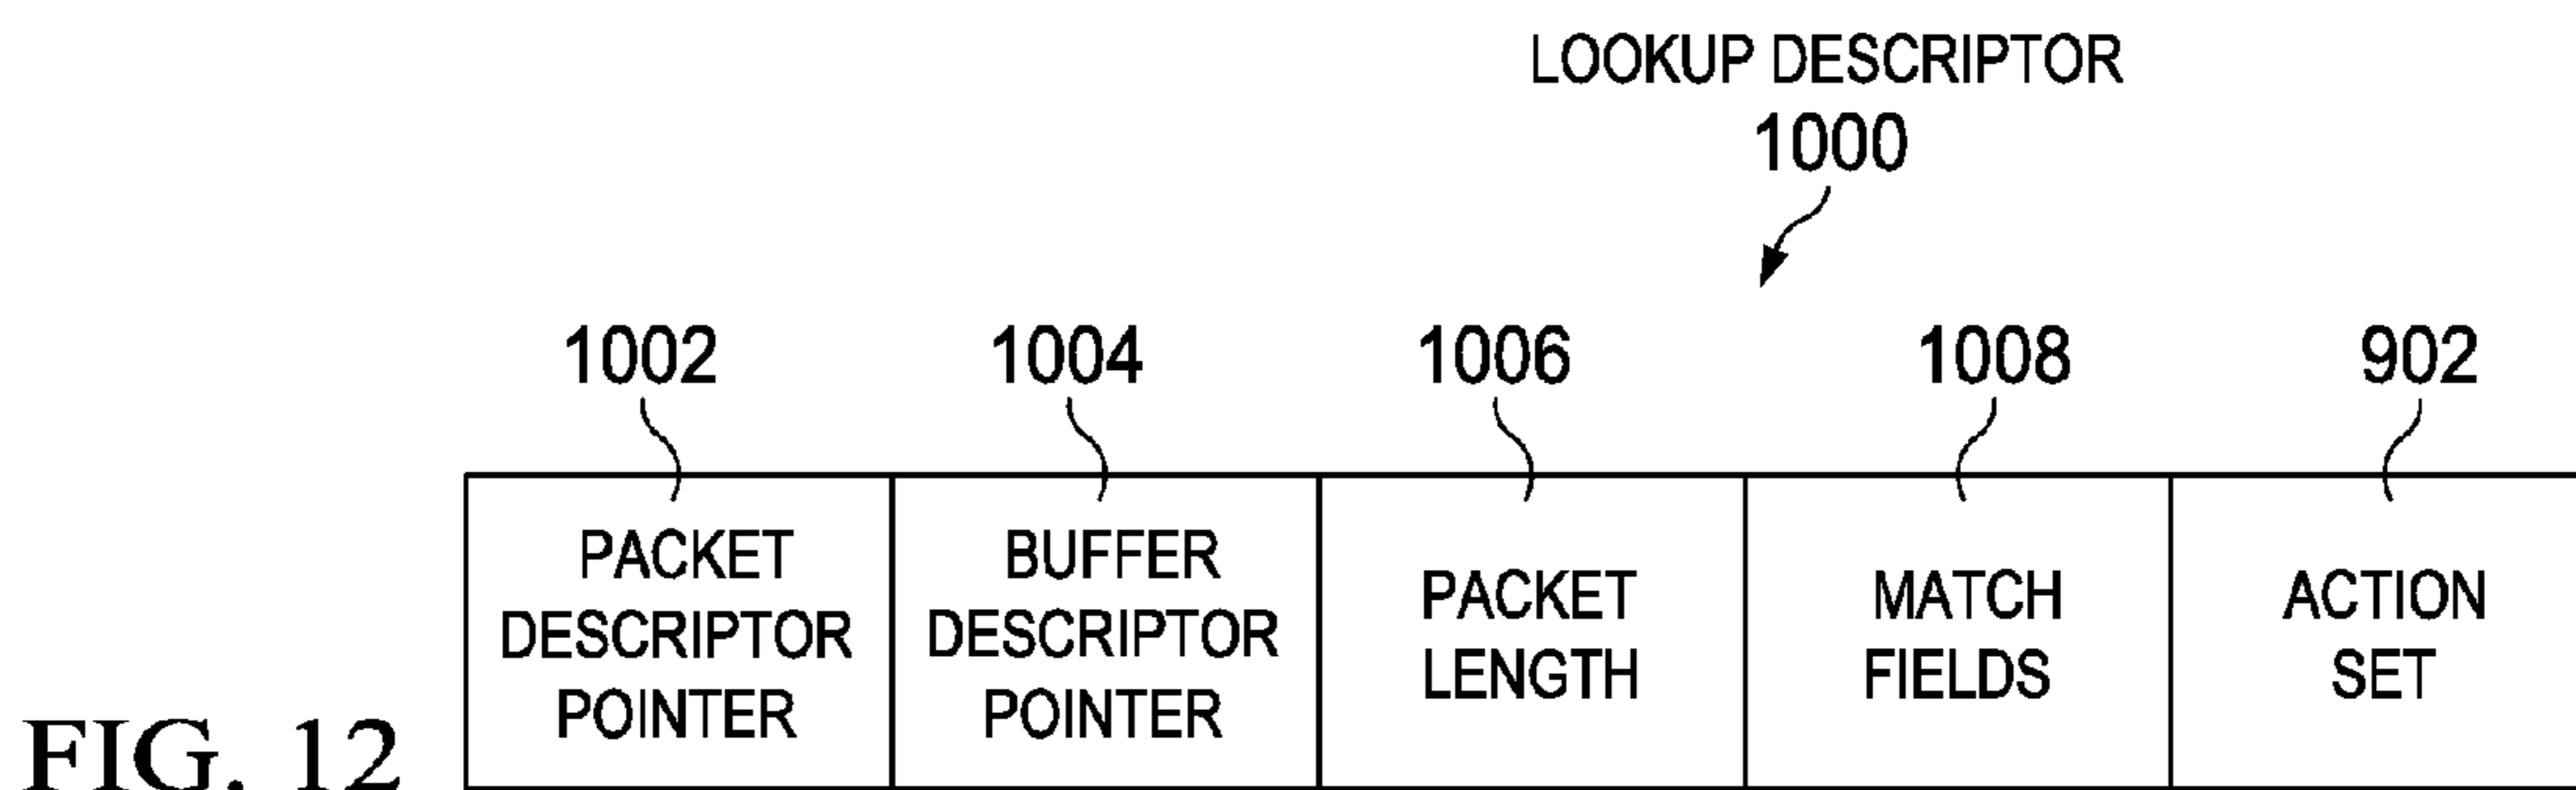 LOOKUP DESCRIPTOR
1000
1002
1004
1006
1008
902
PACKET
DESCRIPTOR
POINTER
BUFFER
DESCRIPTOR
POINTER
PACKET
LENGTH
MATCH
FIELDS
ACTION
SET
FIG. 12